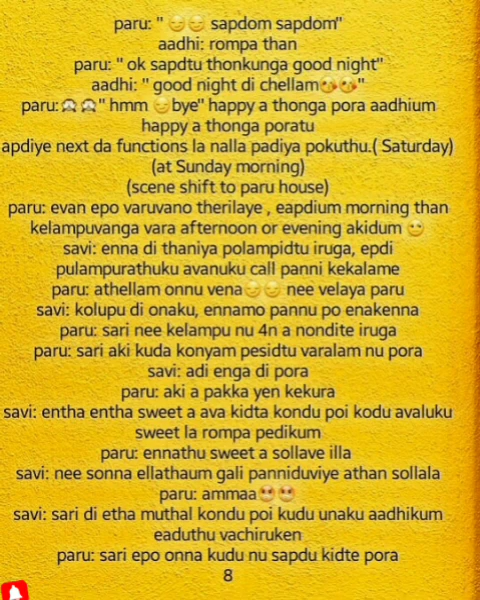 paru: " 😏😏 sapdom sapdom"
aadhi: rompa than
paru: " ok sapdtu thonkunga good night"
aadhi: " good night di chellam😘😘"
paru:🙊🙊" hmm 😏bye" happy a thonga pora aadhium
happy a thonga poratu
apdiye next da functions la nalla padiya pokuthu.( Saturday)
(at Sunday morning)
(scene shift to paru house)
paru: evan epo varuvano therilaye , eapdium morning than
kelampuvanga vara afternoon or evening akidum 🙁
savi: enna di thaniya polampidtu iruga, epdi
pulampurathuku avanuku call panni kekalame
paru: athellam onnu vena😏😏 nee velaya paru
savi: kolupu di onaku, ennamo pannu po enakenna
paru: sari nee kelampu nu 4n a nondite iruga
paru: sari aki kuda konyam pesidtu varalam nu pora
savi: adi enga di pora
paru: aki a pakka yen kekura
savi: entha entha sweet a ava kidta kondu poi kodu avaluku
sweet la rompa pedikum
paru: ennathu sweet a sollave illa
savi: nee sonna ellathaum gali panniduviye athan sollala
paru: ammaa😬😬
savi: sari di etha muthal kondu poi kudu unaku aadhikum
eaduthu vachiruken
paru: sari epo onna kudu nu sapdu kidte pora
8